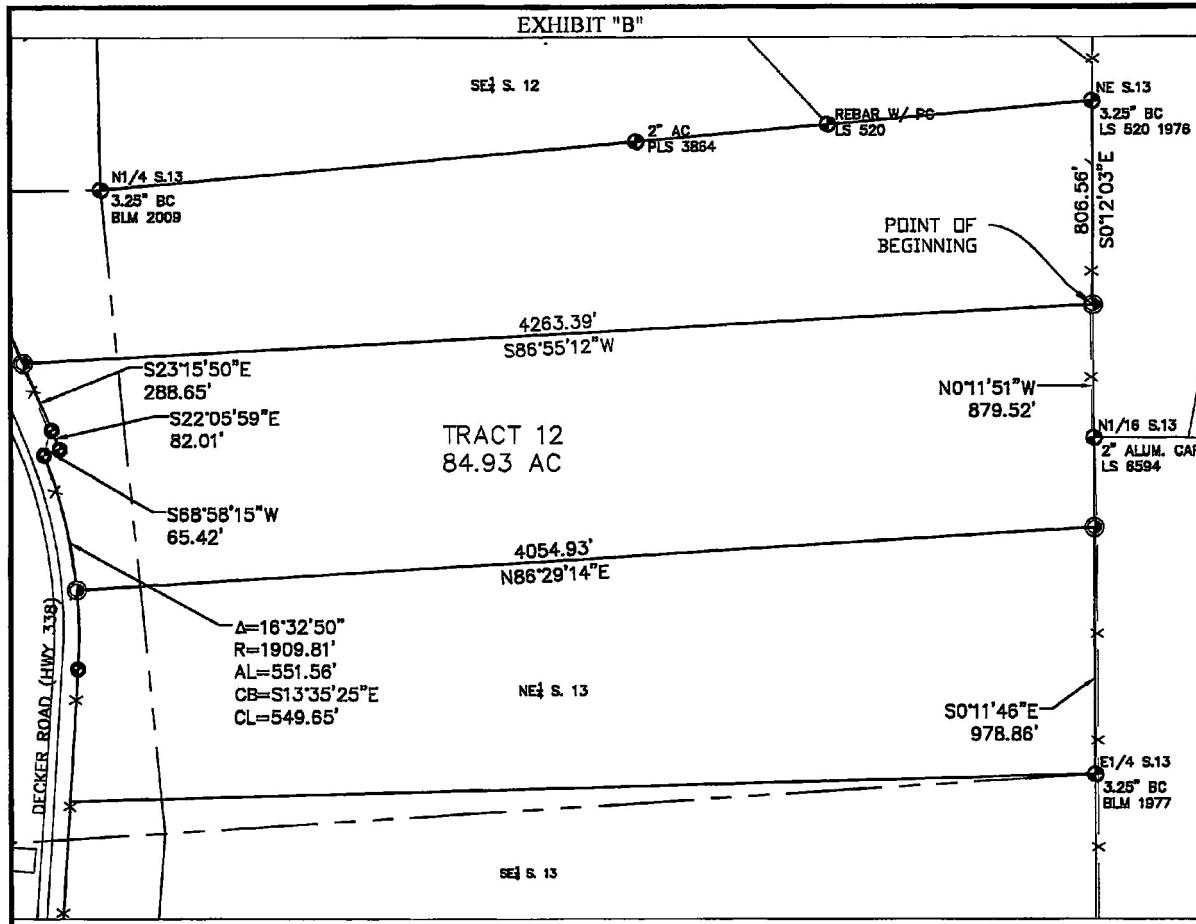 EXHIBIT "B"
SE¼ S. 12
NE S.13
3.25" BC
LS 520 1976
REBAR W/ PC
LS 520
2" AC
PLS 3864
N1/4 S.13
3.25" BC
BLM 2009
806.56'
S0°12'03"E
POINT OF
BEGINNING
4263.39'
S86°55'12"W
S23°15'50"E
288.65'
S22°05'59"E
82.01'
N0°11'51"W
879.52'
N1/16 S.13
2" ALUM. CAP
LS 6594
TRACT 12
84.93 AC
S68°58'15"W
65.42'
4054.93'
N86°29'14"E
Δ=16°32'50"
R=1909.81'
AL=551.56'
CB=S13°35'25"E
CL=549.65'
DECKER ROAD (HWY 338)
NE¼ S. 13
S0°11'46"E
978.86'
E1/4 S.13
3.25" BC
BLM 1977
SE¼ S. 13